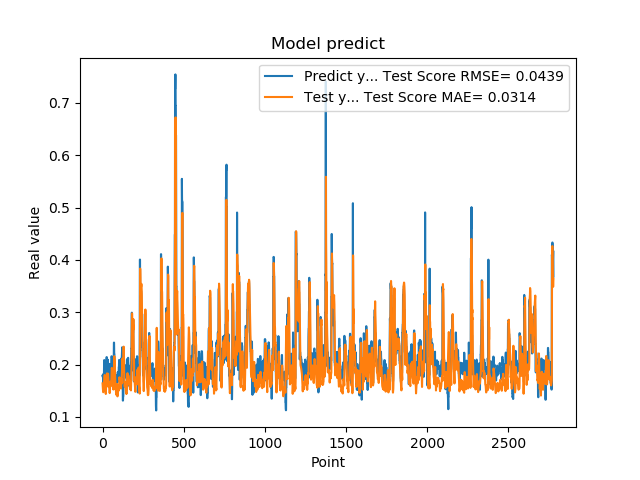 Model predict
Predict y... Test Score RMSE= 0.0439
Test y... Test Score MAE= 0.0314
Real value
0.7
0.6
0.5
0.4
0.3
0.2
0.1
0 500 1000 1500 2000 2500
Point